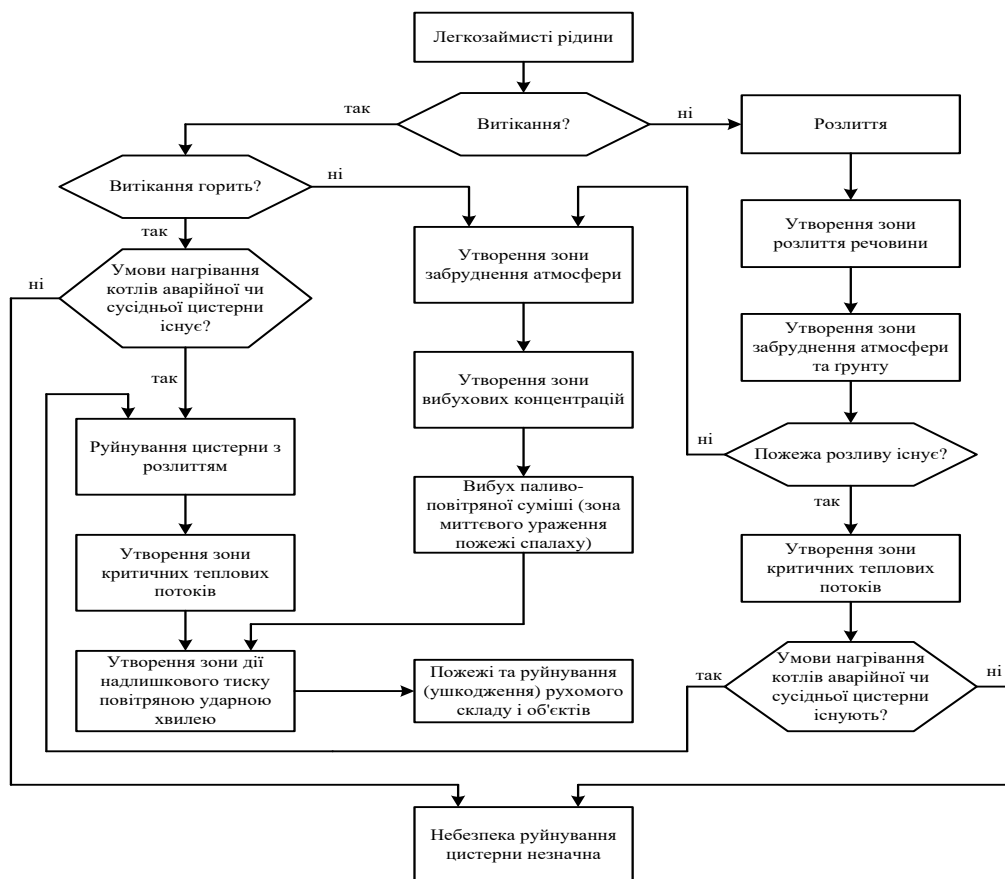 Легкозаймисті рідини
так
Витікання?
ні
Розлиття
Витікання горить?
ні
так
Утворення зони
розлиття речовини
Утворення зони
забруднення атмосфери
Умови нагрівання
котлів аварійної чи
сусідньої цистерни
існує?
ні
так
Утворення зони
забруднення атмосфери
та ґрунту
Утворення зони
вибухових концентрацій
Руйнування цистерни з
розлиттям
ні
Пожежа розливу існує?
так
Вибух паливо-
повітряної суміші (зона
миттєвого ураження
пожежі спалаху)
Утворення зони
критичних теплових
потоків
Утворення зони
критичних теплових
потоків
Утворення зони дії
надлишкового тиску
повітряною ударною
хвилею
Пожежі та руйнування
(ушкодження) рухомого
складу і об'єктів
так
Умови нагрівання
котлів аварійної чи
сусідньої цистерни
існують?
ні
Небезпека руйнування
цистерни незначна